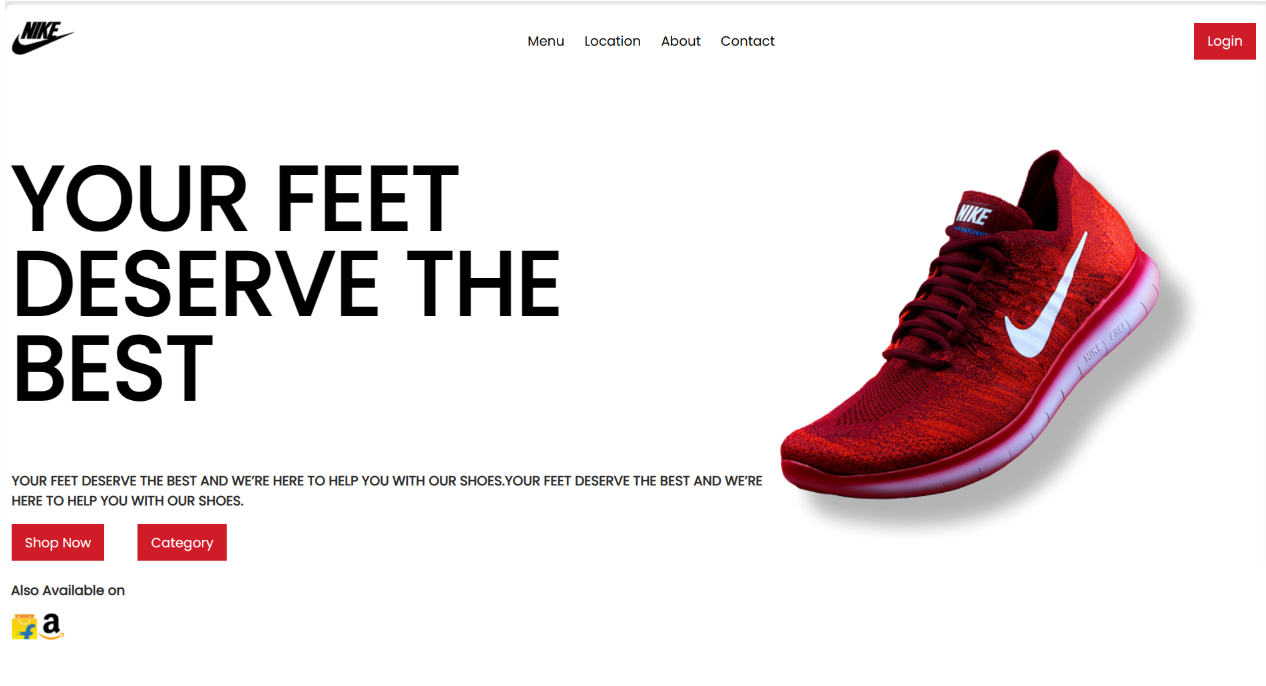 NIKE
Menu Location About Contact
Login
YOUR FEET
DESERVE THE
BEST
NIKE
NIKE FREE
YOUR FEET DESERVE THE BEST AND WE’RE HERE TO HELP YOU WITH OUR SHOES.YOUR FEET DESERVE THE BEST AND WE’RE
HERE TO HELP YOU WITH OUR SHOES.
Shop Now Category
Also Available on
f a